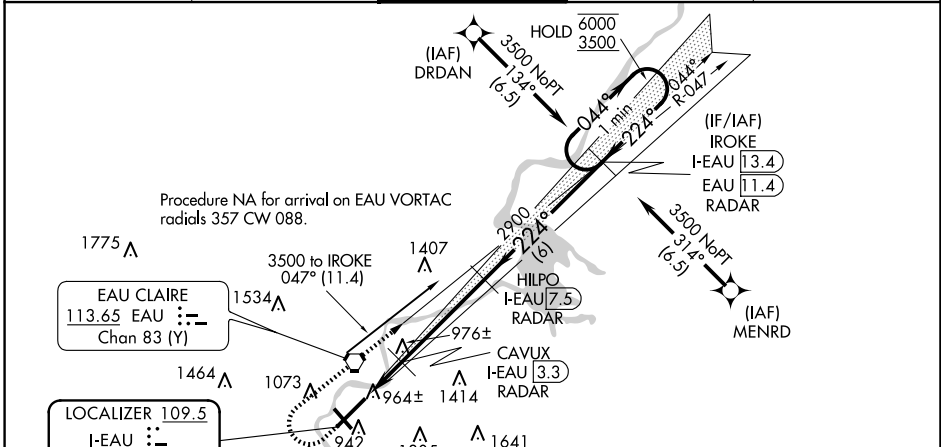 HOLD 6000
3500
(IAF)
DRDAN
3500 NoPT
134°
(6.5)
044°
1 min
224°
044°
R-047
(IF/IAF)
IROKE
I-EAU 13.4
EAU 11.4
RADAR
Procedure NA for arrival on EAU VORTAC
radials 357 CW 088.
2900
224°
(6)
3500 NoPT
314°
(6.5)
(IAF)
MENRD
1775
1407
3500 to IROKE
047° (11.4)
HILPO
I-EAU 7.5
RADAR
EAU CLAIRE
113.65 EAU
Chan 83 (Y)
1534
976±
CAVUX
I-EAU 3.3
RADAR
1464
1073
964±
1414
LOCALIZER 109.5
I-EAU
942
1641